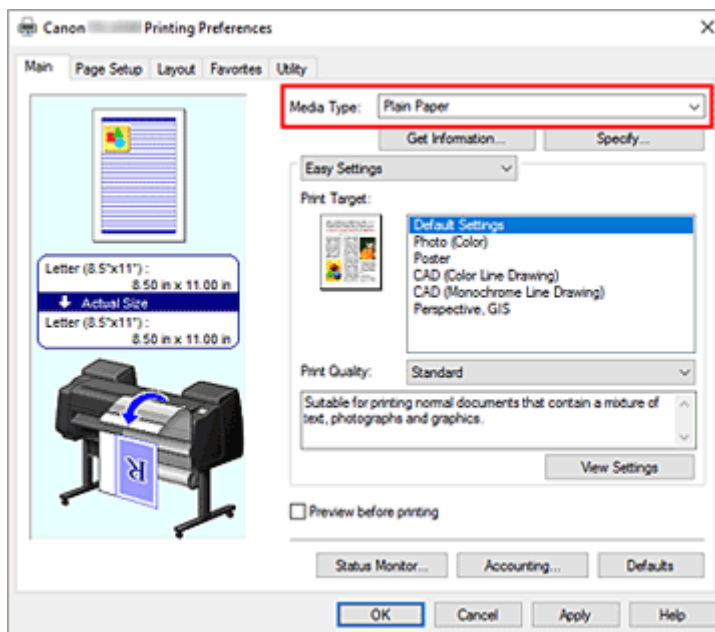 Canon Printing Preferences
Main Page Setup Layout Favorites Utility
Media Type: Plain Paper
Get Information... Specify...
Easy Settings
Print Target:
Default Settings
Photo (Color)
Poster
CAD (Color Line Drawing)
CAD (Monochrome Line Drawing)
Perspective, GIS
Letter (8.5"x11") :
8.50 in x 11.00 in
Actual Size
Letter (8.5"x11") :
8.50 in x 11.00 in
Print Quality: Standard
Suitable for printing normal documents that contain a mixture of
text, photographs and graphics.
View Settings
R
Preview before printing
Status Monitor... Accounting... Defaults
OK Cancel Apply Help